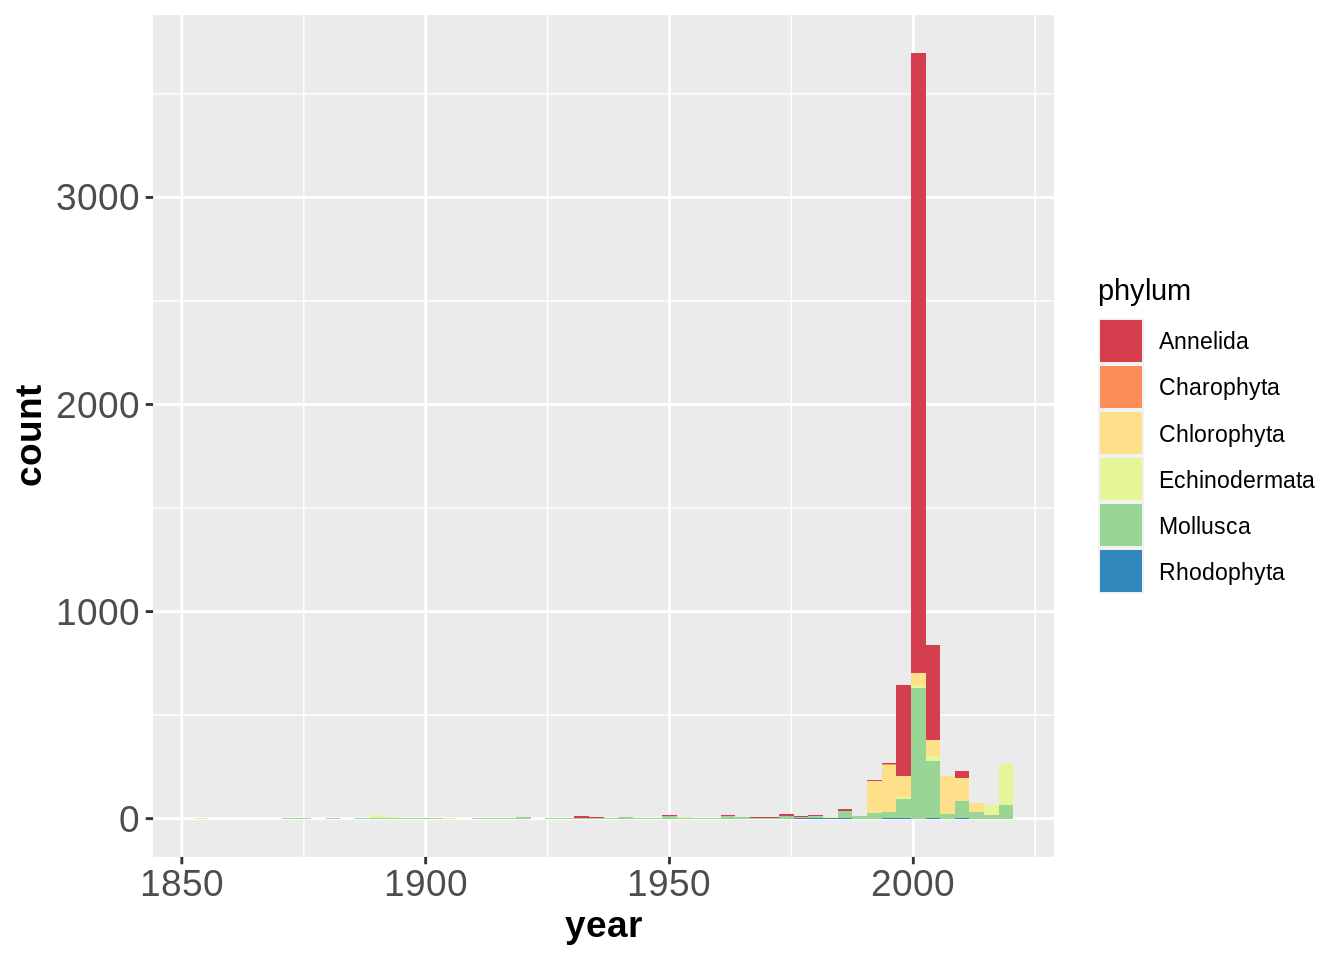 3000
2000
1000
0
count
1850
1900
1950
2000
year
phylum
Annelida
Charophyta
Chlorophyta
Echinodermata
Mollusca
Rhodophyta